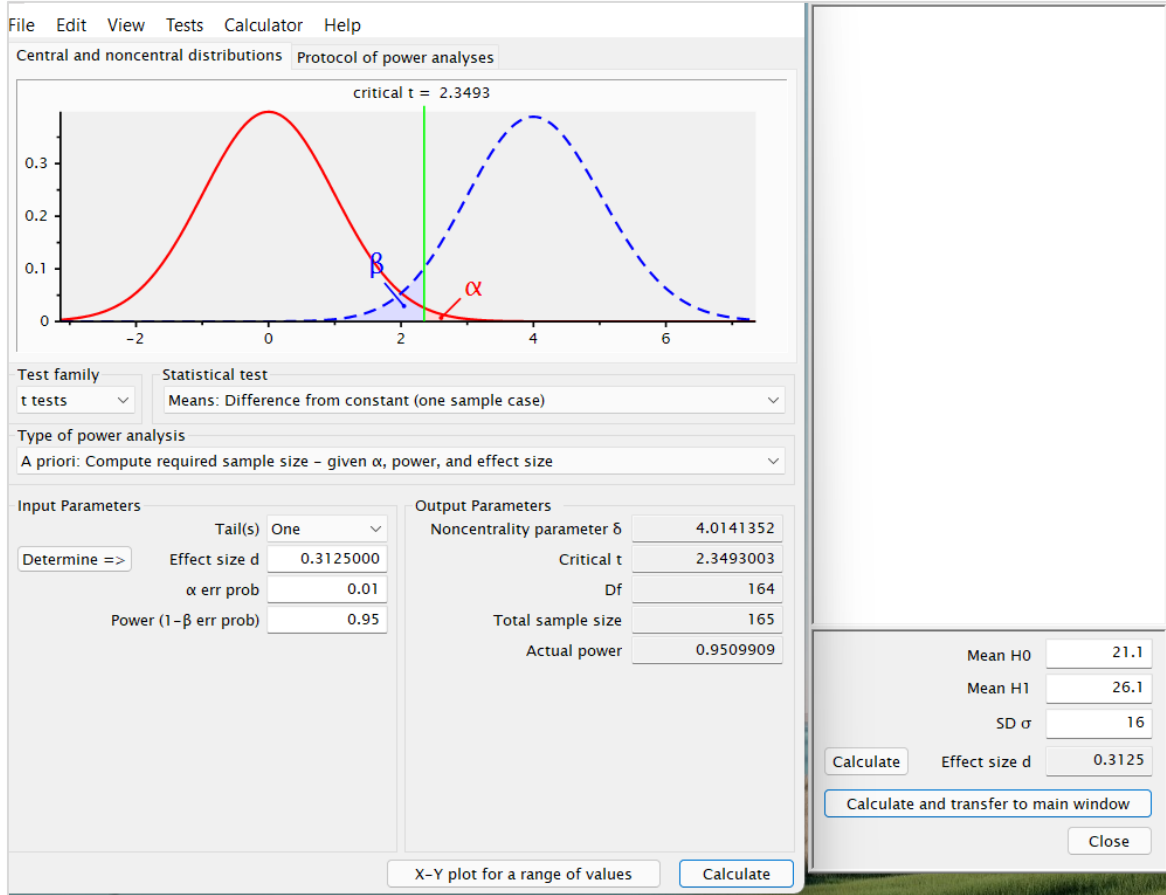 File Edit View Tests Calculator Help
Central and noncentral distributions Protocol of power analyses
critical t = 2.3493
0.3
0.2
0.1
0
β
α
-2 0 2 4 6
Test family Statistical test
t tests Means: Difference from constant (one sample case)
Type of power analysis
A priori: Compute required sample size – given α, power, and effect size
Input Parameters
Tail(s) One
Determine => Effect size d 0.3125000
α err prob 0.01
Power (1-β err prob) 0.95
Output Parameters
Noncentrality parameter δ 4.0141352
Critical t 2.3493003
Df 164
Total sample size 165
Actual power 0.9509909
X-Y plot for a range of values Calculate
Mean H0 21.1
Mean H1 26.1
SD σ 16
Calculate Effect size d 0.3125
Calculate and transfer to main window
Close